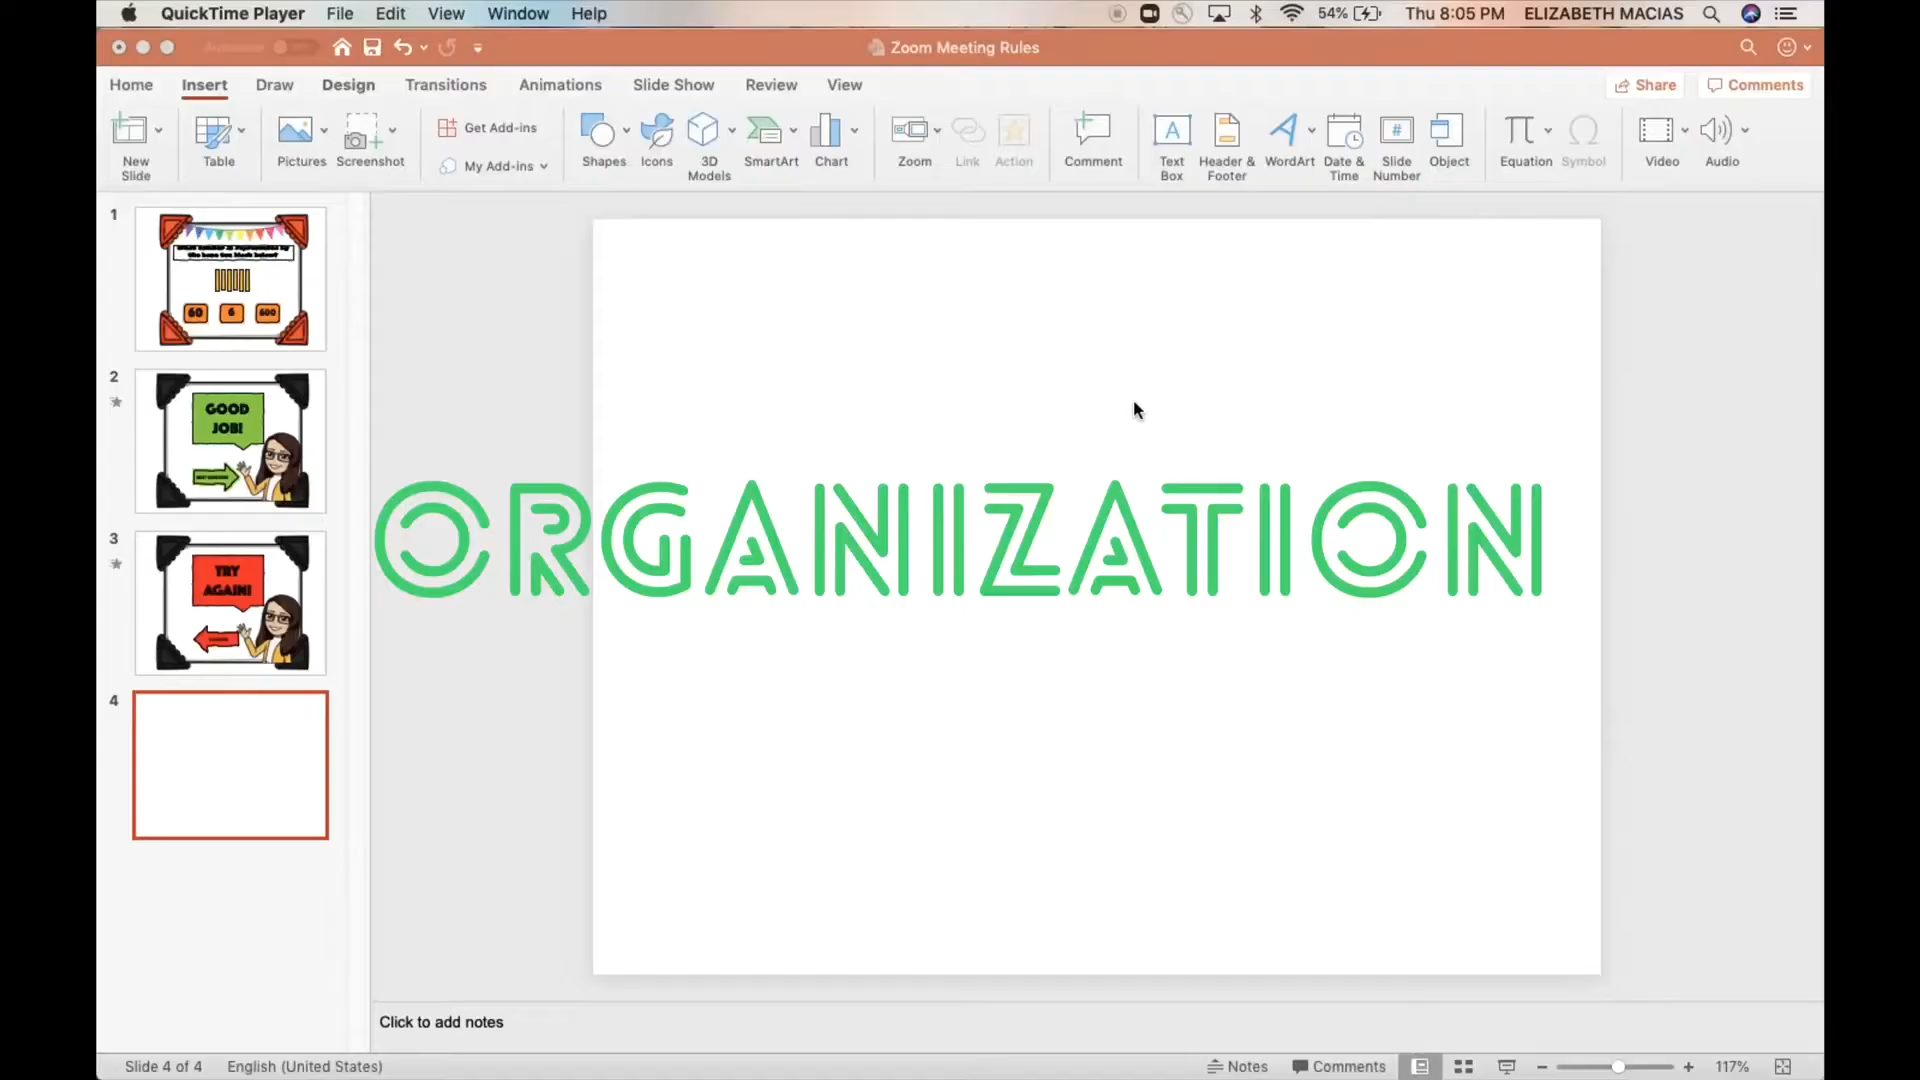 QuickTime Player File Edit View Window Help 54% Thu 8:05 PM ELIZABETH MACIAS
Zoom Meeting Rules
Home Insert Draw Design Transitions Animations Slide Show Review View Share Comments
New Slide
Table
Pictures
Screenshot
Get Add-ins
My Add-ins
Shapes
Icons
3D Models
SmartArt
Chart
Zoom
Link
Action
Comment
Text Box
Header & Footer
WordArt
Date & Time
Slide Number
Object
Equation
Symbol
Video
Audio
1
60 6 600
2
GOOD
JOB!
3
TRY
AGAIN!
4
ORGANIZATION
Click to add notes
Slide 4 of 4 English (United States) Notes Comments 117%